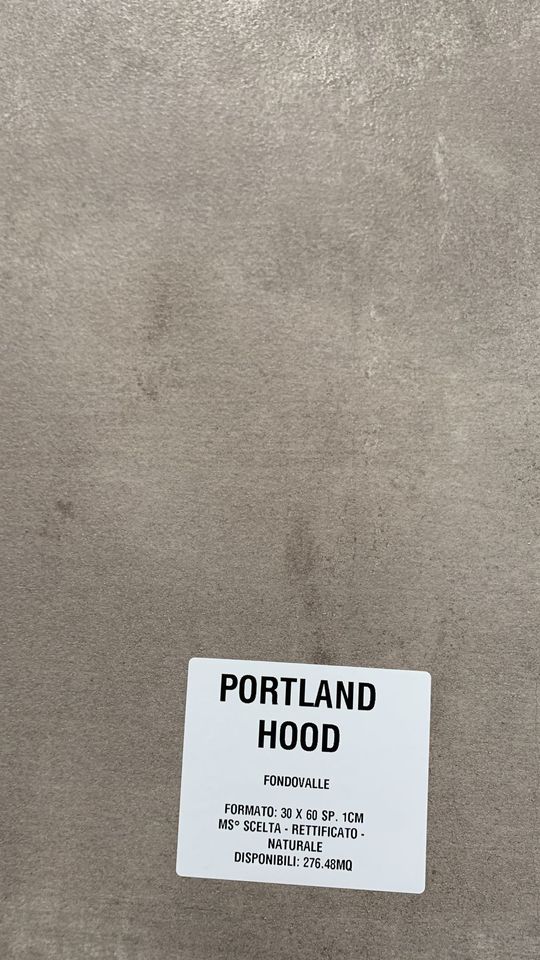 PORTLAND
HOOD
FONDOVALLE
FORMATO: 30 X 60 SP. 1CM
MS° SCELTA - RETTIFICATO -
NATURALE
DISPONIBILI: 276.48MQ